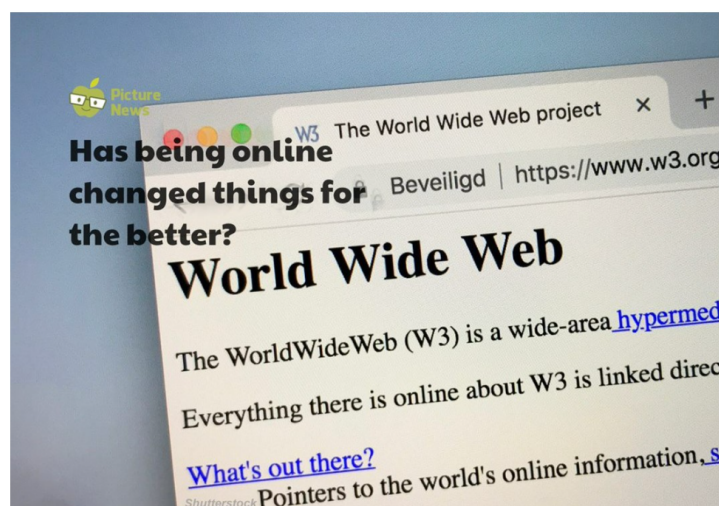 Picture
News
Has being online
changed things for
the better?
W3 The World Wide Web project × +
Beveiligd | https://www.w3.org
World Wide Web
The WorldWideWeb (W3) is a wide-area hypermed
Everything there is online about W3 is linked direc
What's out there?
Pointers to the world's online information, s
Shutterstock